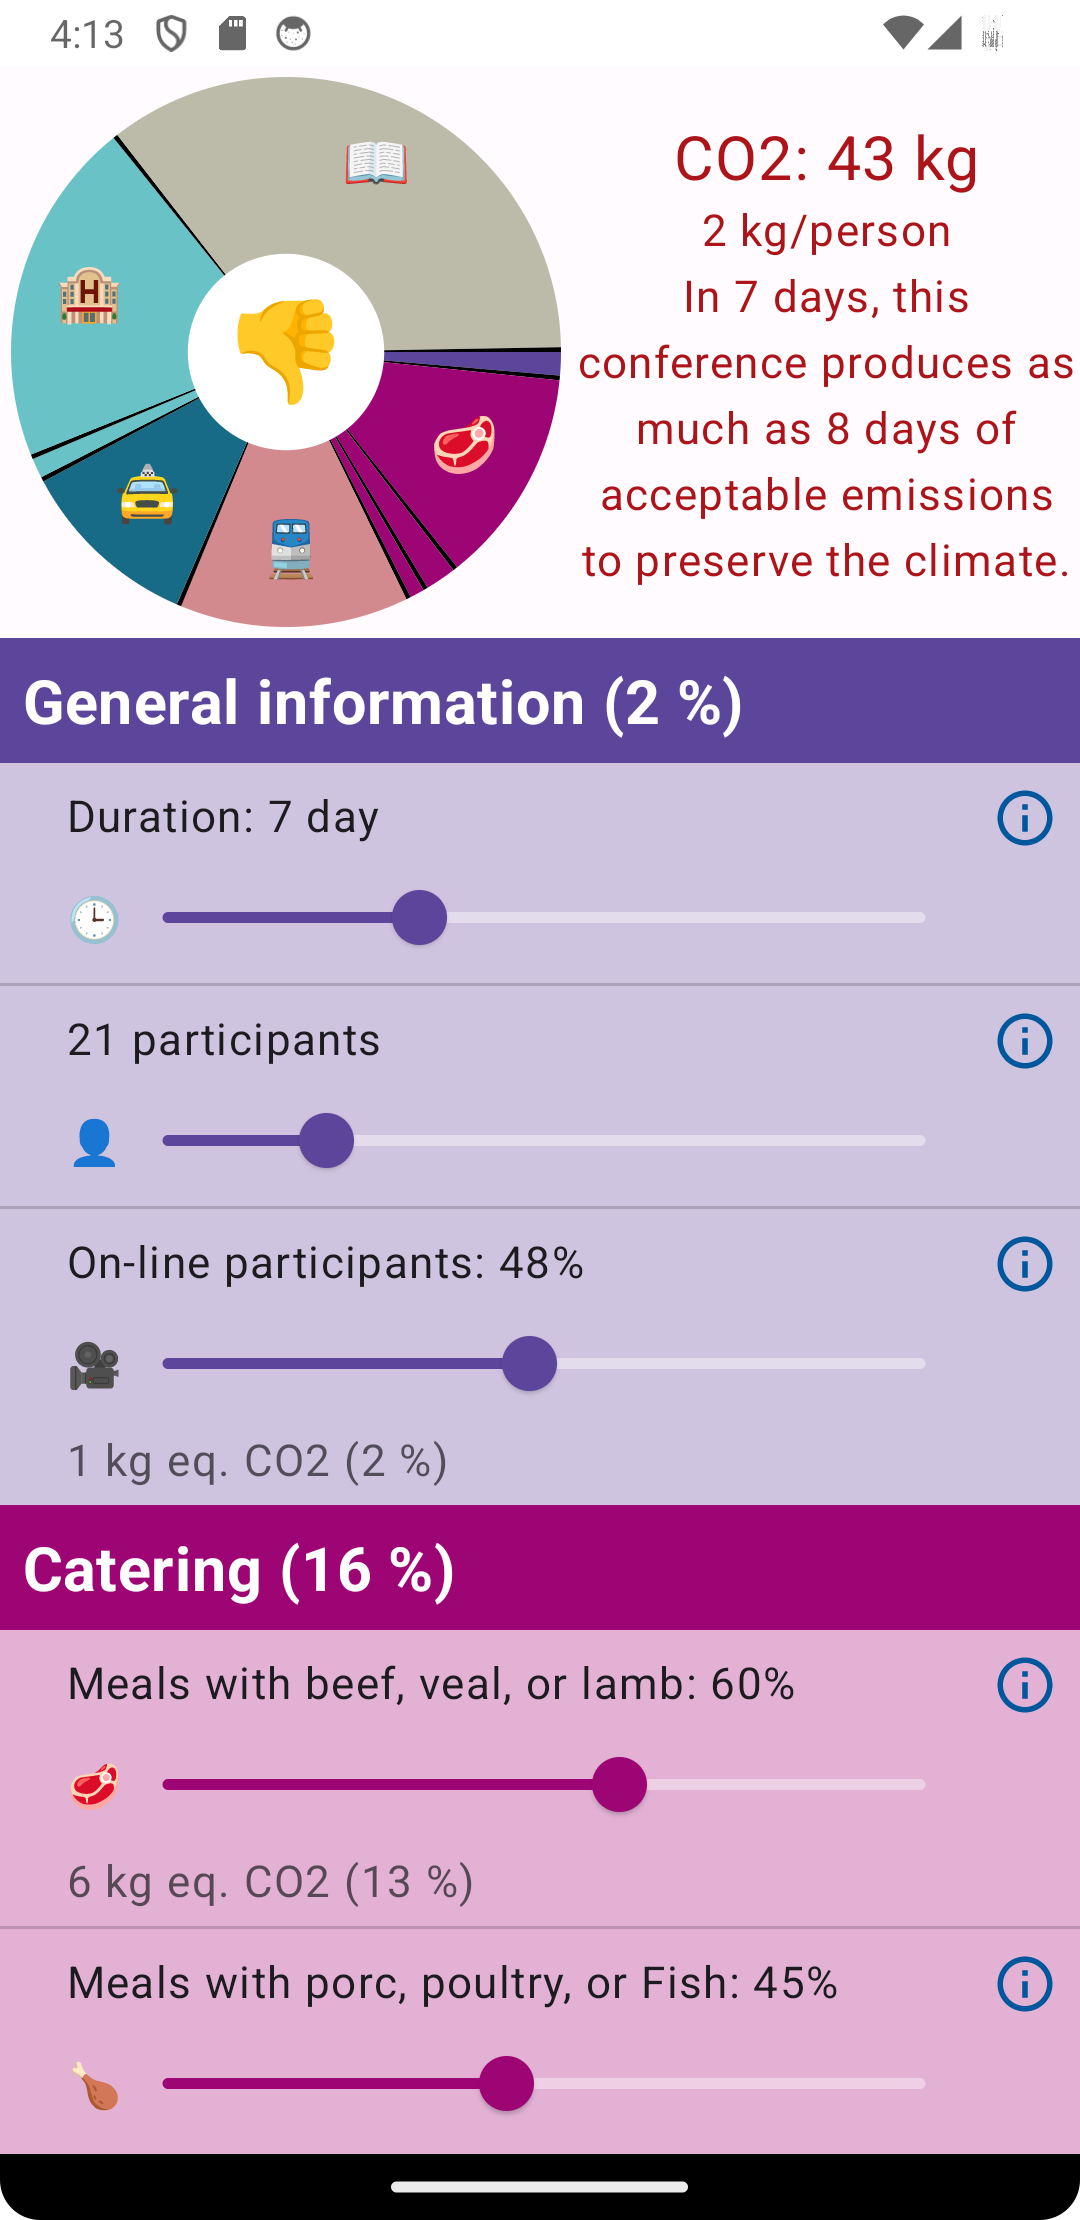 4:13
CO2: 43 kg
2 kg/person
In 7 days, this
conference produces as
much as 8 days of
acceptable emissions
to preserve the climate.
H
General information (2 %)
Duration: 7 day
21 participants
On-line participants: 48%
1 kg eq. CO2 (2 %)
Catering (16 %)
Meals with beef, veal, or lamb: 60%
6 kg eq. CO2 (13 %)
Meals with porc, poultry, or Fish: 45%